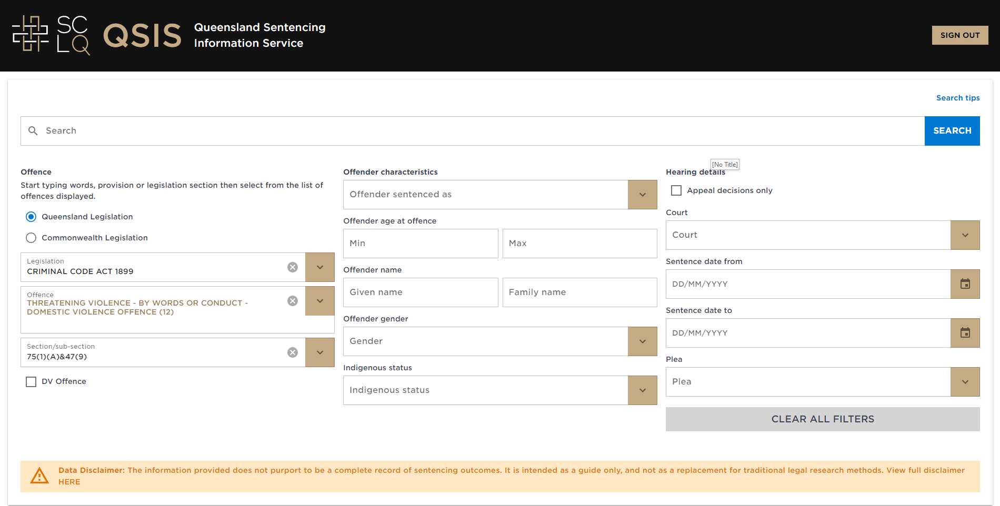 SC
LQ
QSIS
Queensland Sentencing
Information Service
SIGN OUT
Search tips
Search
SEARCH
Offence
Start typing words, provision or legislation section then select from the list of
offences displayed.
Queensland Legislation
Commonwealth Legislation
Legislation
CRIMINAL CODE ACT 1899
Offence
THREATENING VIOLENCE - BY WORDS OR CONDUCT -
DOMESTIC VIOLENCE OFFENCE (12)
Section/sub-section
75(1)(A)&47(9)
DV Offence
Offender characteristics
Offender sentenced as
Offender age at offence
Min
Max
Offender name
Given name
Family name
Offender gender
Gender
Indigenous status
Indigenous status
[No Title]
Hearing details
Appeal decisions only
Court
Court
Sentence date from
DD/MM/YYYY
Sentence date to
DD/MM/YYYY
Plea
Plea
CLEAR ALL FILTERS
Data Disclaimer: The information provided does not purport to be a complete record of sentencing outcomes. It is intended as a guide only, and not as a replacement for traditional legal research methods. View full disclaimer
HERE